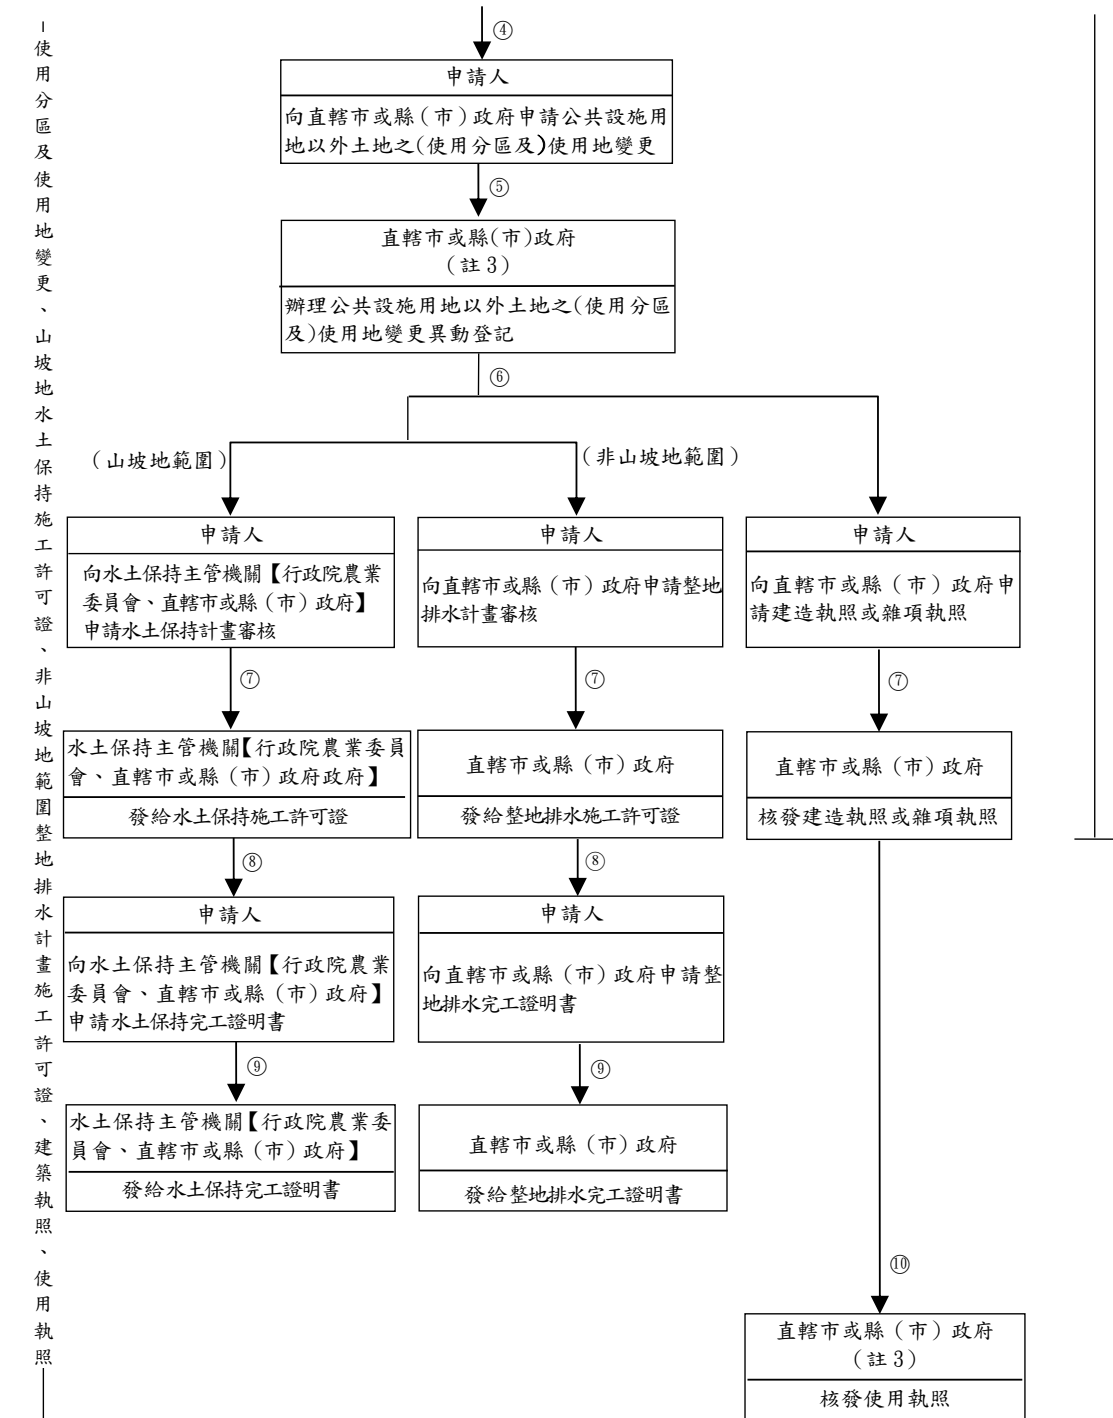 －使用分區及使用地變更、山坡地水土保持施工許可證、非山坡地範圍整地排水計畫施工許可證、建築執照、使用執照
④
申請人
向直轄市或縣（市）政府申請公共設施用
地以外土地之(使用分區及)使用地變更
⑤
直轄市或縣(市)政府
（註 3）
辦理公共設施用地以外土地之(使用分區
及)使用地變更異動登記
⑥
（山坡地範圍）
（非山坡地範圍）
申請人
向水土保持主管機關【行政院農業
委員會、直轄市或縣（市）政府】
申請水土保持計畫審核
申請人
向直轄市或縣（市）政府申請整地
排水計畫審核
申請人
向直轄市或縣（市）政府申
請建造執照或雜項執照
⑦
⑦
⑦
水土保持主管機關【行政院農業委員
會、直轄市或縣（市）政府政府】
發給水土保持施工許可證
直轄市或縣（市）政府
發給整地排水施工許可證
直轄市或縣（市）政府
核發建造執照或雜項執照
⑧
⑧
申請人
向水土保持主管機關【行政院農業
委員會、直轄市或縣（市）政府】
申請水土保持完工證明書
申請人
向直轄市或縣（市）政府申請整
地排水完工證明書
⑨
⑨
水土保持主管機關【行政院農業委
員會、直轄市或縣（市）政府】
發給水土保持完工證明書
直轄市或縣（市）政府
發給整地排水完工證明書
⑩
直轄市或縣（市）政府
（註 3）
核發使用執照